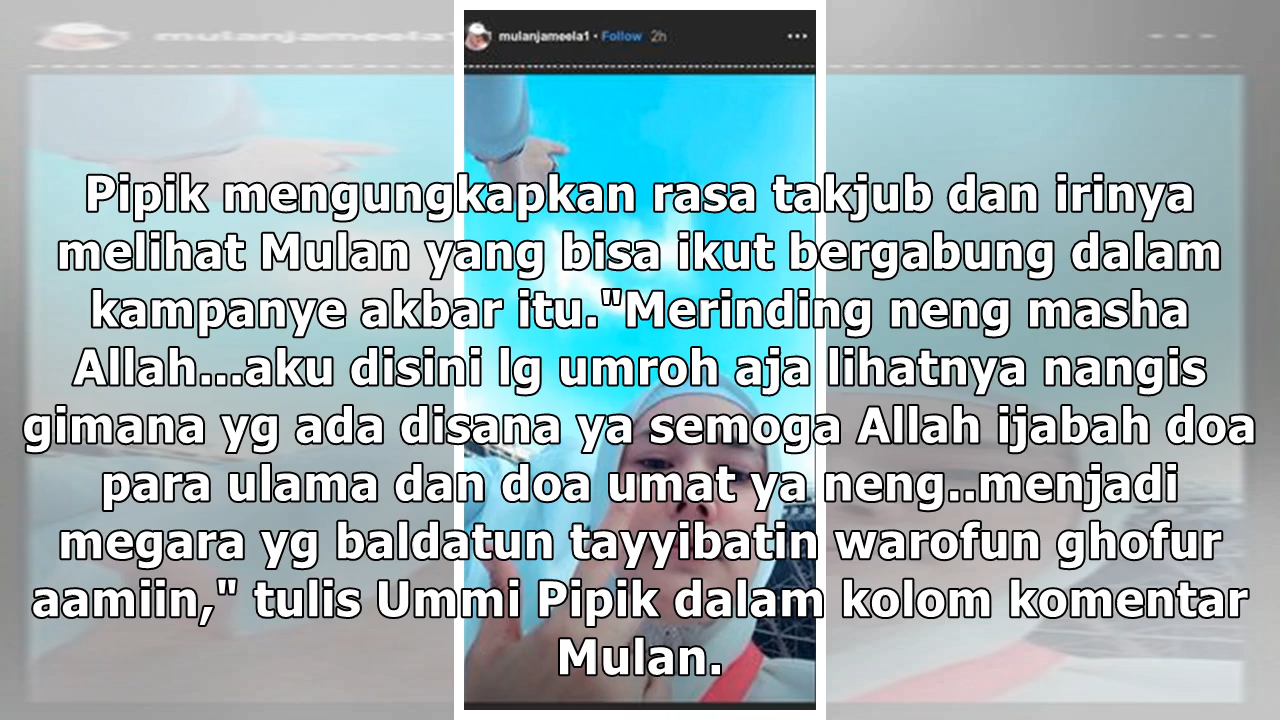 mulanjameela1 • Follow 2h
Pipik mengungkapkan rasa takjub dan irinya
melihat Mulan yang bisa ikut bergabung dalam
kampanye akbar itu."Merinding neng masha
Allah...aku disini lg umroh aja lihatnya nangis
gimana yg ada disana ya semoga Allah ijabah doa
para ulama dan doa umat ya neng..menjadi
megara yg baldatun tayyibatin warofun ghofur
aamiin," tulis Ummi Pipik dalam kolom komentar
Mulan.